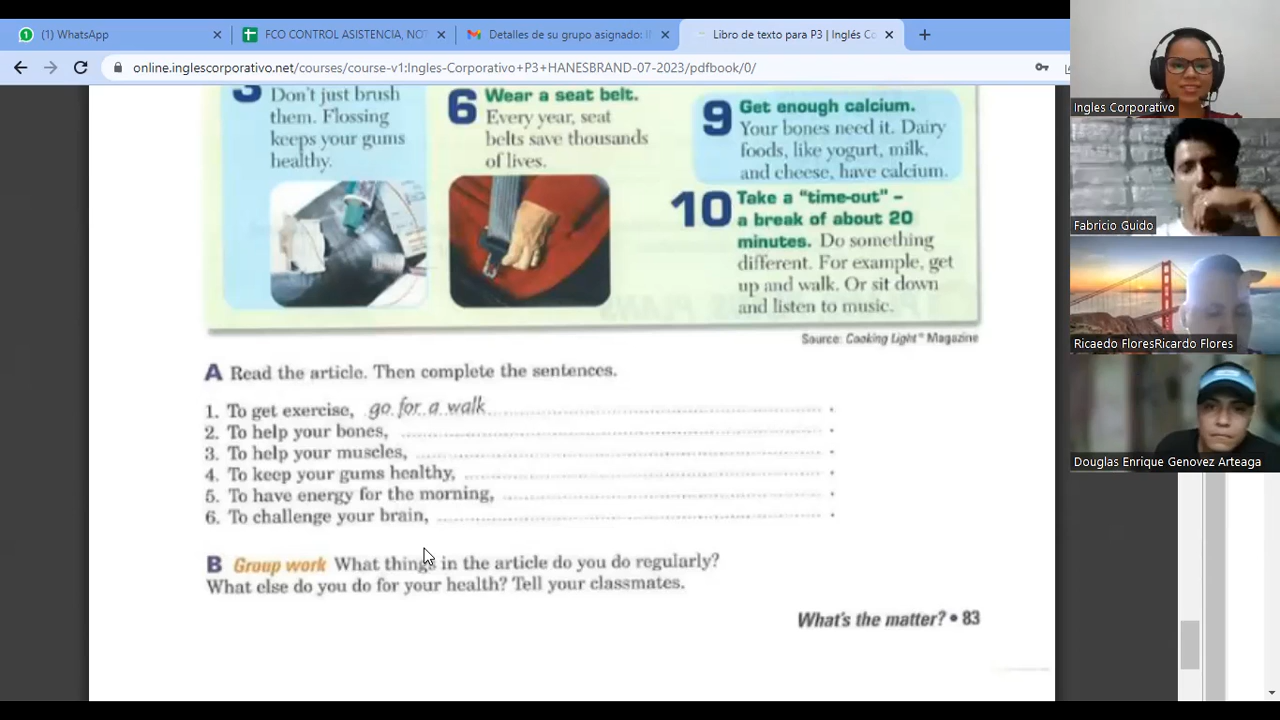 (1) WhatsApp
FCO CONTROL ASISTENCIA, NOT
Detalles de su grupo asignado: I
Libro de texto para P3 | Inglés Co
online.inglescorporativo.net/courses/course-v1:Ingles-Corporativo+P3+HANESBRAND-07-2023/pdfbook/0/
Don't just brush
them. Flossing
keeps your gums
healthy.
6 Wear a seat belt.
Every year, seat
belts save thousands
of lives.
9 Get enough calcium.
Your bones need it. Dairy
foods, like yogurt, milk,
and cheese, have calcium.
10 Take a "time-out" –
a break of about 20
minutes. Do something
different. For example, get
up and walk. Or sit down
and listen to music.
Source: Cooking Light® Magazine
A Read the article. Then complete the sentences.
1. To get exercise, go for a walk .
2. To help your bones, .
3. To help your muscles, .
4. To keep your gums healthy, .
5. To have energy for the morning, .
6. To challenge your brain, .
B Group work What things in the article do you do regularly?
What else do you do for your health? Tell your classmates.
What's the matter? • 83
Ingles Corporativo
Fabricio Guido
Ricaedo FloresRicardo Flores
Douglas Enrique Genovez Arteaga